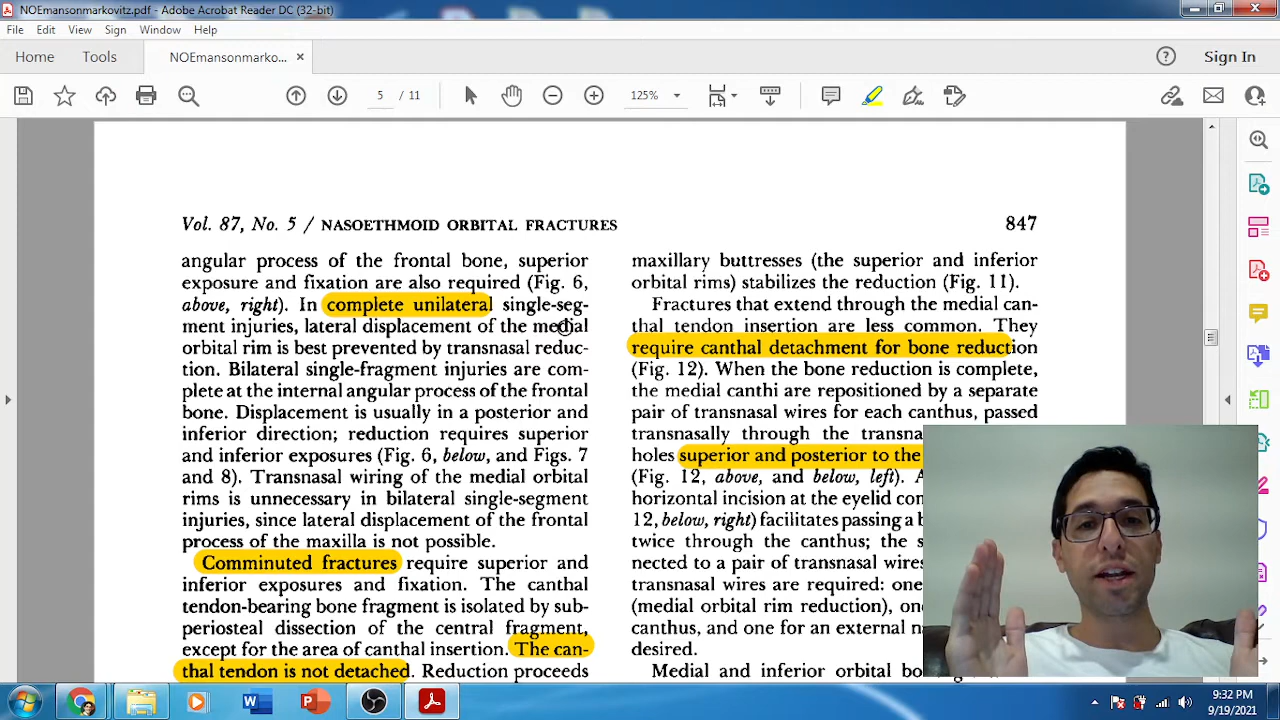 NOEmansonmarkovitz.pdf - Adobe Acrobat Reader DC (32-bit)
File Edit View Sign Window Help
Home Tools NOEmansonmarko... × Sign In
5 / 11 125%
Vol. 87, No. 5 / NASOETHMOID ORBITAL FRACTURES 847
angular process of the frontal bone, superior
exposure and fixation are also required (Fig. 6,
above, right). In complete unilateral single-seg-
ment injuries, lateral displacement of the medial
orbital rim is best prevented by transnasal reduc-
tion. Bilateral single-fragment injuries are com-
plete at the internal angular process of the frontal
bone. Displacement is usually in a posterior and
inferior direction; reduction requires superior
and inferior exposures (Fig. 6, below, and Figs. 7
and 8). Transnasal wiring of the medial orbital
rims is unnecessary in bilateral single-segment
injuries, since lateral displacement of the frontal
process of the maxilla is not possible.
Comminuted fractures require superior and
inferior exposures and fixation. The canthal
tendon-bearing bone fragment is isolated by sub-
periosteal dissection of the central fragment,
except for the area of canthal insertion. The can-
thal tendon is not detached. Reduction proceeds
maxillary buttresses (the superior and inferior
orbital rims) stabilizes the reduction (Fig. 11).
Fractures that extend through the medial can-
thal tendon insertion are less common. They
require canthal detachment for bone reduction
(Fig. 12). When the bone reduction is complete,
the medial canthi are repositioned by a separate
pair of transnasal wires for each canthus, passed
transnasally through the transna
holes superior and posterior to the
(Fig. 12, above, and below, left). A
horizontal incision at the eyelid com
12, below, right) facilitates passing a b
twice through the canthus; the s
nected to a pair of transnasal wires
transnasal wires are required: one
(medial orbital rim reduction), one
canthus, and one for an external n
desired.
Medial and inferior orbital bo
9:32 PM
9/19/2021